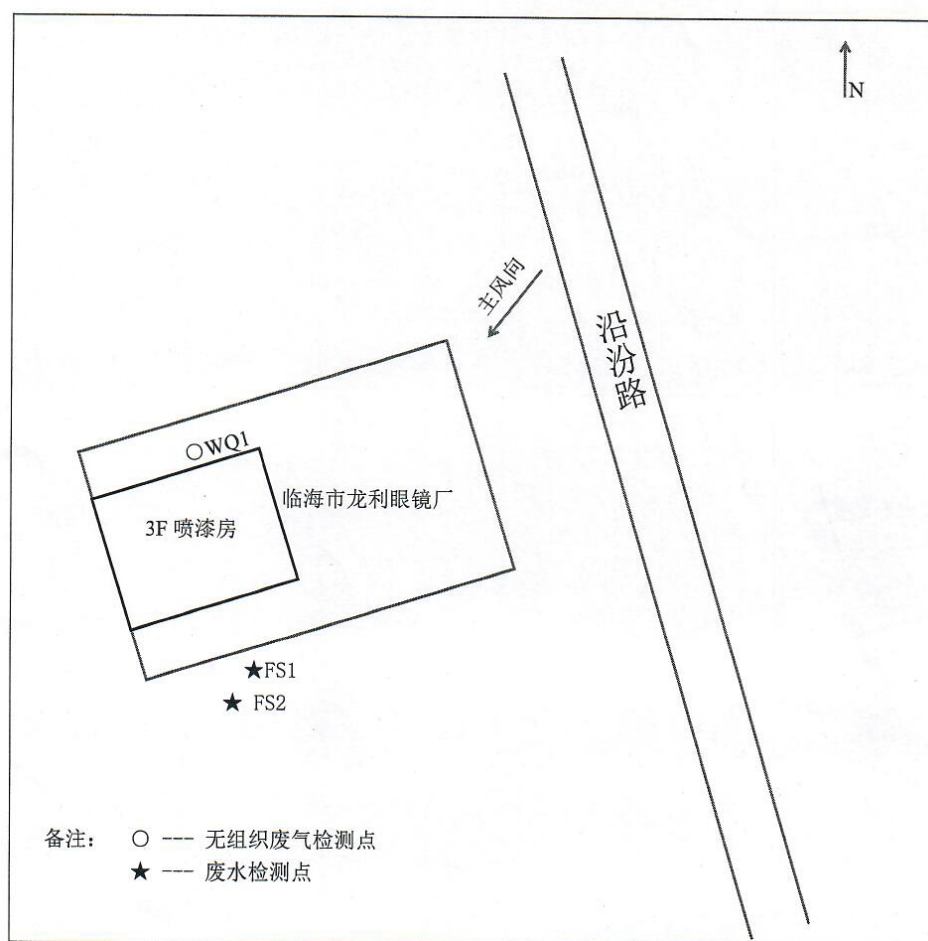 N
主风向
沿汾路
○WQ1
临海市龙利眼镜厂
3F 喷漆房
★FS1
★ FS2
备注： ○ --- 无组织废气检测点
★ --- 废水检测点